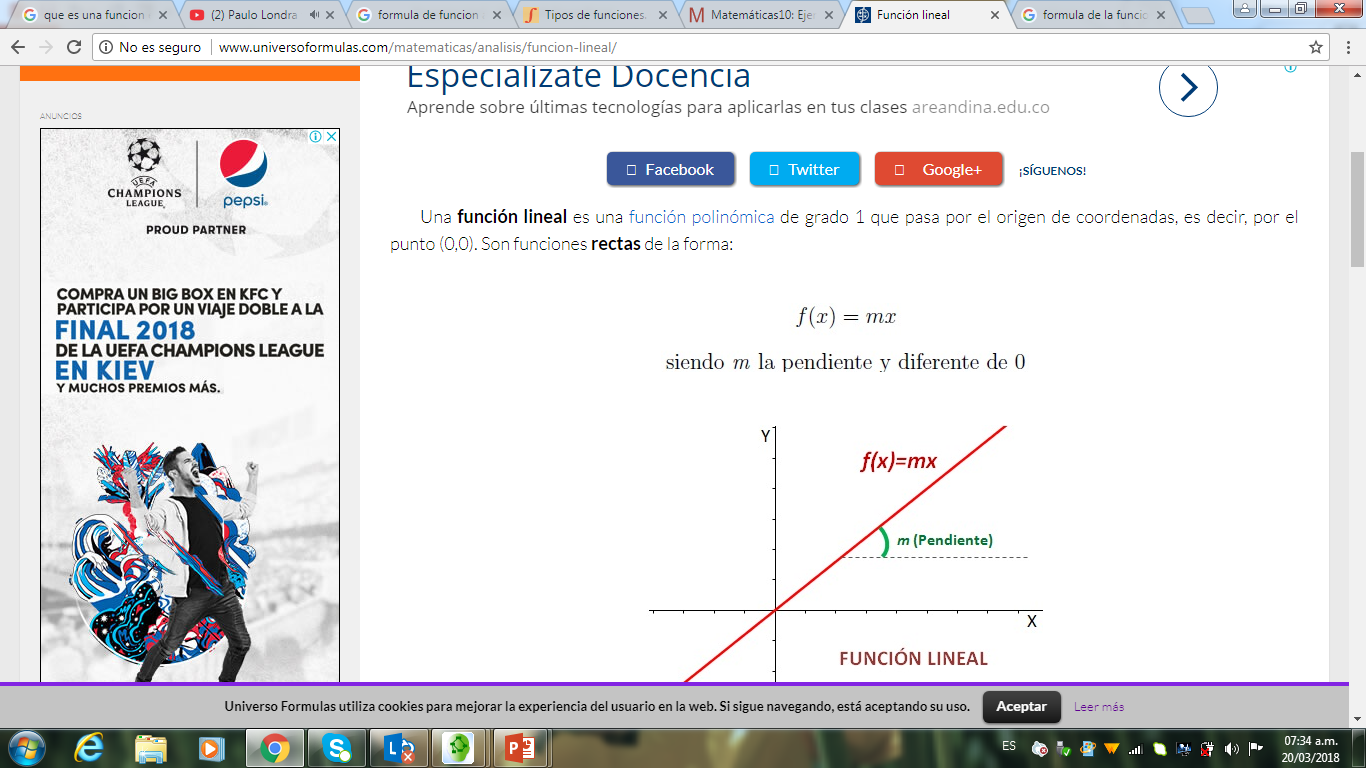 que es una funcion
(2) Paulo Londra
formula de funcion
Tipos de funciones.
Matemáticas10: Ejer
Función lineal
formula de la funcio
No es seguro
www.universoformulas.com/matematicas/analisis/funcion-lineal/
Especialízate Docencia
Aprende sobre últimas tecnologías para aplicarlas en tus clases areandina.edu.co
ANUNCIOS
UEFA
CHAMPIONS
LEAGUE
pepsi
PROUD PARTNER
COMPRA UN BIG BOX EN KFC Y
PARTICIPA POR UN VIAJE DOBLE A LA
FINAL 2018
DE LA UEFA CHAMPIONS LEAGUE
EN KIEV
Y MUCHOS PREMIOS MÁS.
Facebook
Twitter
Google+
¡SÍGUENOS!
Una función lineal es una función polinómica de grado 1 que pasa por el origen de coordenadas, es decir, por el
punto (0,0). Son funciones rectas de la forma:
f(x) = mx
siendo m la pendiente y diferente de 0
Y
f(x)=mx
m (Pendiente)
X
FUNCIÓN LINEAL
Universo Formulas utiliza cookies para mejorar la experiencia del usuario en la web. Si sigue navegando, está aceptando su uso.
Aceptar
Leer más
ES
07:34 a.m.
20/03/2018